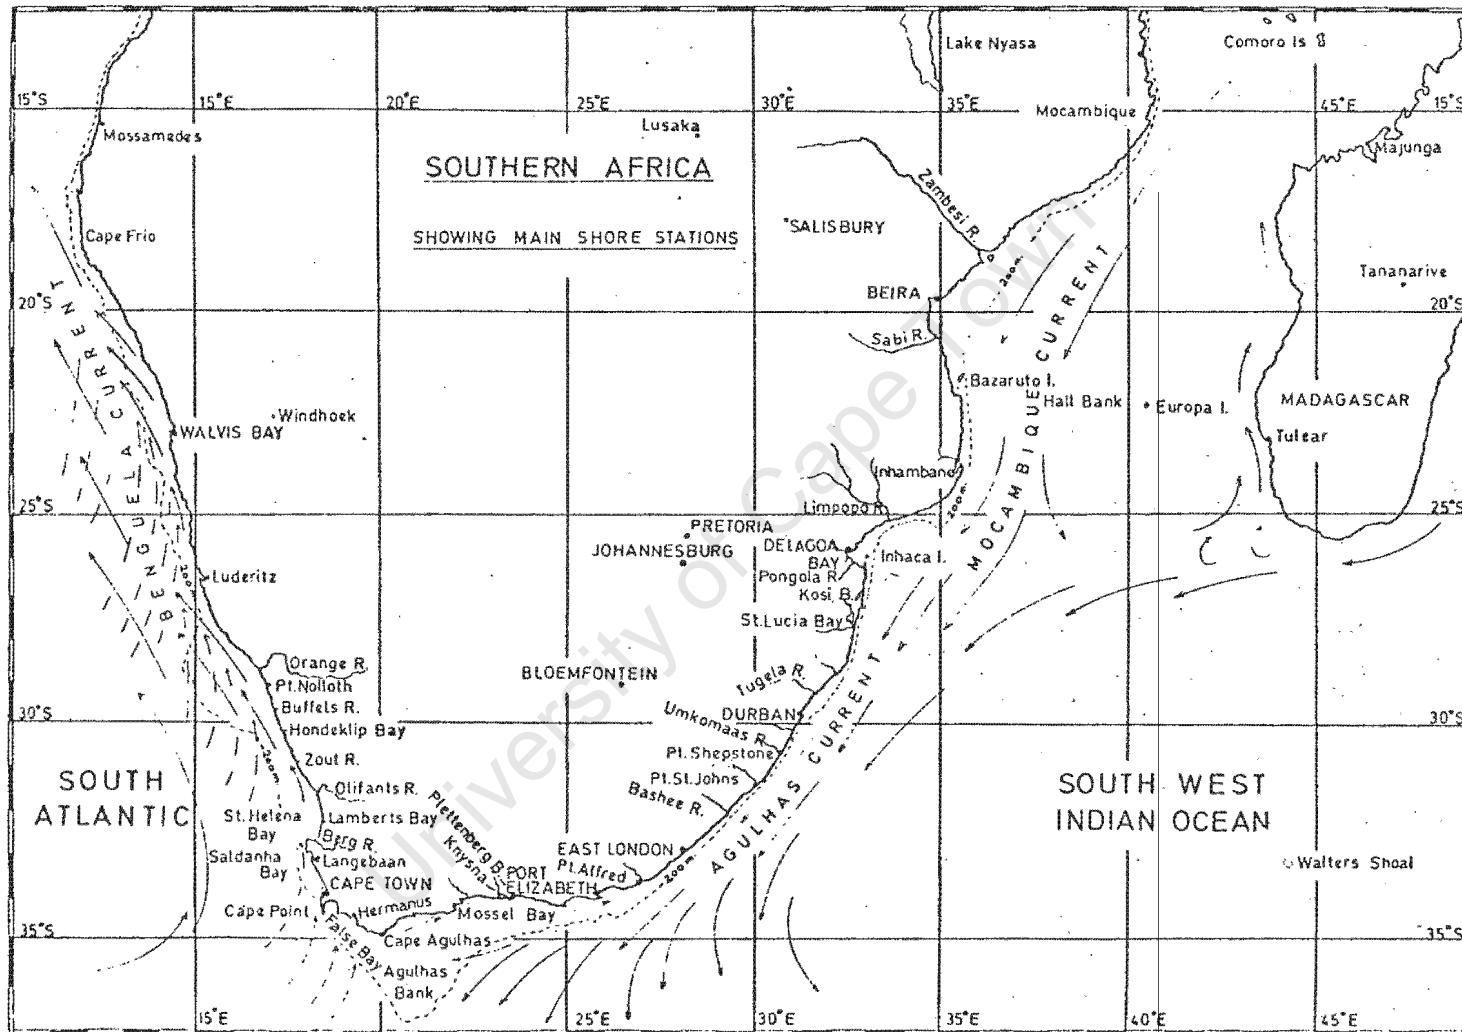 Lake Nyasa
Comoro Is
15°S
15°E
20°E
25°E
30°E
35°E
45°E
15°S
Mossamedes
Lusaka
Mocambique
Majunga
SOUTHERN AFRICA
SHOWING MAIN SHORE STATIONS
Zambesi R.
SALISBURY
Cape Frio
200m.
Tananarive
BEIRA
20°S
20°S
Sabi R.
BENGUELA CURRENT
MOCAMBIQUE CURRENT
Bazaruto I.
Hall Bank
Europa I.
MADAGASCAR
Windhoek
WALVIS BAY
Tulear
Inhambane
200m.
Limpopo R.
25°S
25°S
PRETORIA
JOHANNESBURG
DELAGOA
BAY
Inhaca I.
Pongola R.
Kosi B.
Luderitz
St.Lucia Bay
Orange R.
BLOEMFONTEIN
Pt.Nolloth
Tugela R.
Buffels R.
Umkomaas R.
DURBAN
AGULHAS CURRENT
30°S
30°S
Hondeklip Bay
200m
Zout R.
Pt.Shepstone
Pt.St.Johns
Bashee R.
SOUTH
ATLANTIC
SOUTH WEST
INDIAN OCEAN
Olifants R.
St.Helena
Bay
Lamberts Bay
Berg R.
Saldanha
Bay
Langebaan
Plettenberg B.
Knysna
EAST LONDON
200m
Pt.Alfred
PORT
ELIZABETH
Walters Shoal
CAPE TOWN
Cape Point
Hermanus
Mossel Bay
False Bay
35°S
35°S
Cape Agulhas
Agulhas
Bank
15°E
20°E
25°E
30°E
35°E
40°E
45°E
University of Cape Town